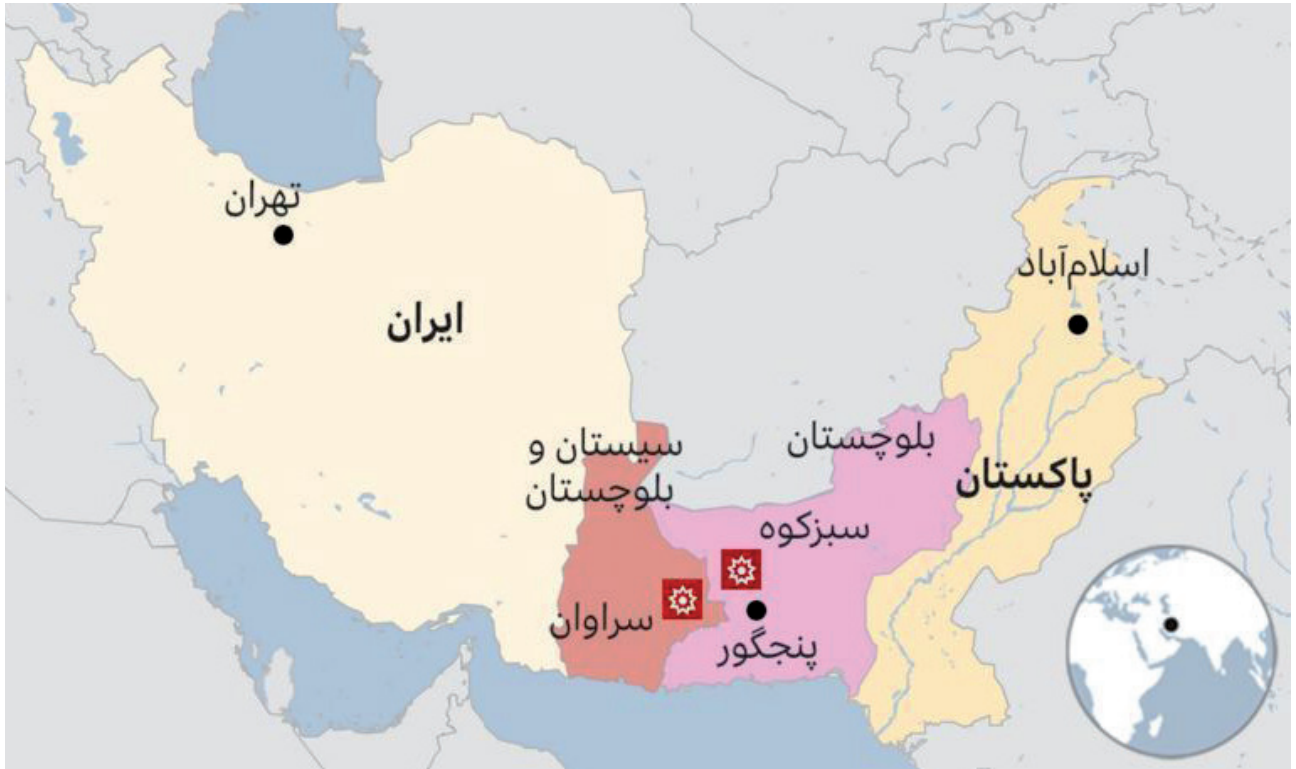 تهران
اسلام‌آباد
ایران
بلوچستان
سیستان و
بلوچستان
پاکستان
سبزکوه
سراوان
پنجگور